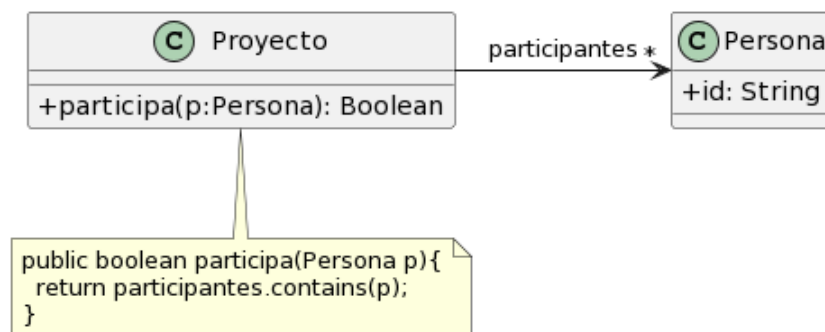 C Proyecto
+participa(p:Persona): Boolean
participantes *
C Persona
+id: String
public boolean participa(Persona p){
return participantes.contains(p);
}